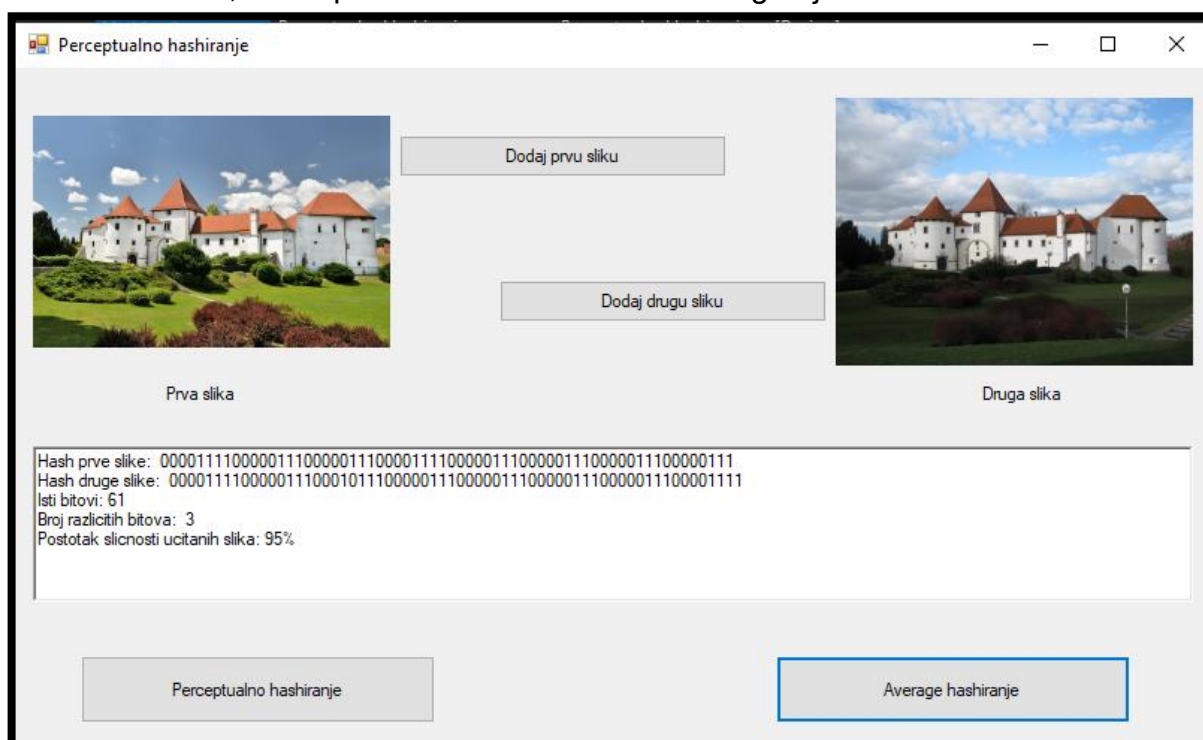 Perceptualno hashiranje
Dodaj prvu sliku
Dodaj drugu sliku
Prva slika
Druga slika
Hash prve slike:  0000111100000111000001110000111100000111000001110000011100000111
Hash druge slike:  0000111100000111000101110000011100000111000001110000011100001111
Isti bitovi: 61
Broj razlicitih bitova:  3
Postotak slicnosti ucitanih slika: 95%
Perceptualno hashiranje
Average hashiranje